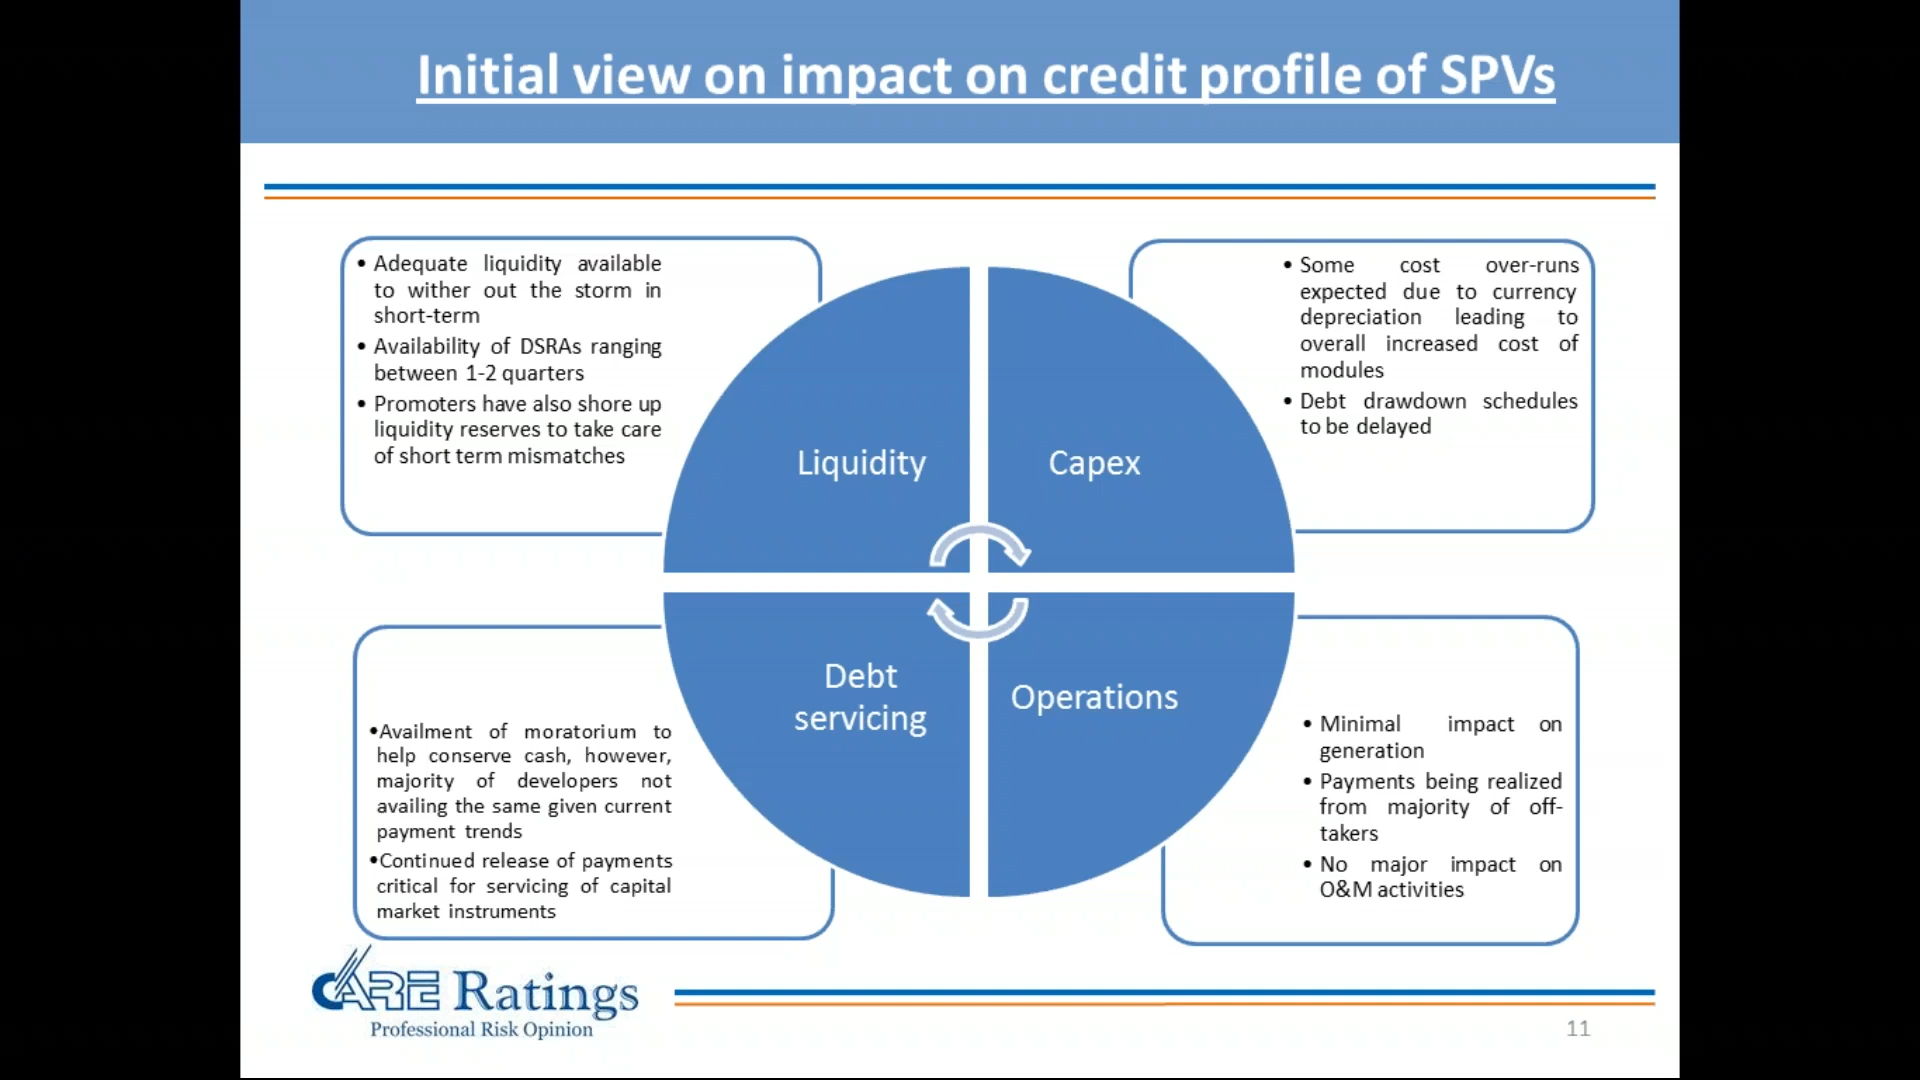 Initial view on impact on credit profile of SPVs
• Adequate liquidity available
to wither out the storm in
short-term
• Availability of DSRAs ranging
between 1-2 quarters
• Promoters have also shore up
liquidity reserves to take care
of short term mismatches
• Some cost over-runs
expected due to currency
depreciation leading to
overall increased cost of
modules
• Debt drawdown schedules
to be delayed
Liquidity
Capex
Debt
servicing
Operations
•Availment of moratorium to
help conserve cash, however,
majority of developers not
availing the same given current
payment trends
•Continued release of payments
critical for servicing of capital
market instruments
• Minimal impact on
generation
• Payments being realized
from majority of off-
takers
• No major impact on
O&M activities
CARE Ratings
Professional Risk Opinion
11